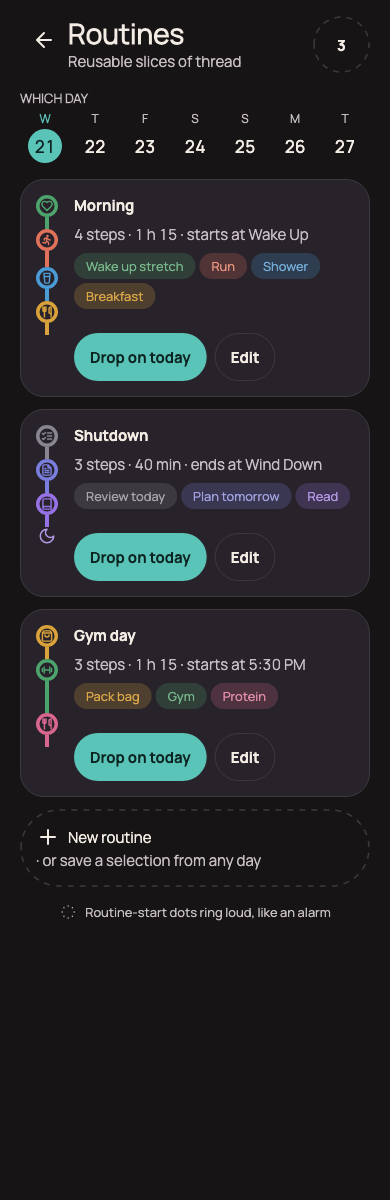 Routines
Reusable slices of thread
3
WHICH DAY
W T F S S M T
21 22 23 24 25 26 27
Morning
4 steps · 1 h 15 · starts at Wake Up
Wake up stretch Run Shower
Breakfast
Drop on today Edit
Shutdown
3 steps · 40 min · ends at Wind Down
Review today Plan tomorrow Read
Drop on today Edit
Gym day
3 steps · 1 h 15 · starts at 5:30 PM
Pack bag Gym Protein
Drop on today Edit
New routine
· or save a selection from any day
Routine-start dots ring loud, like an alarm